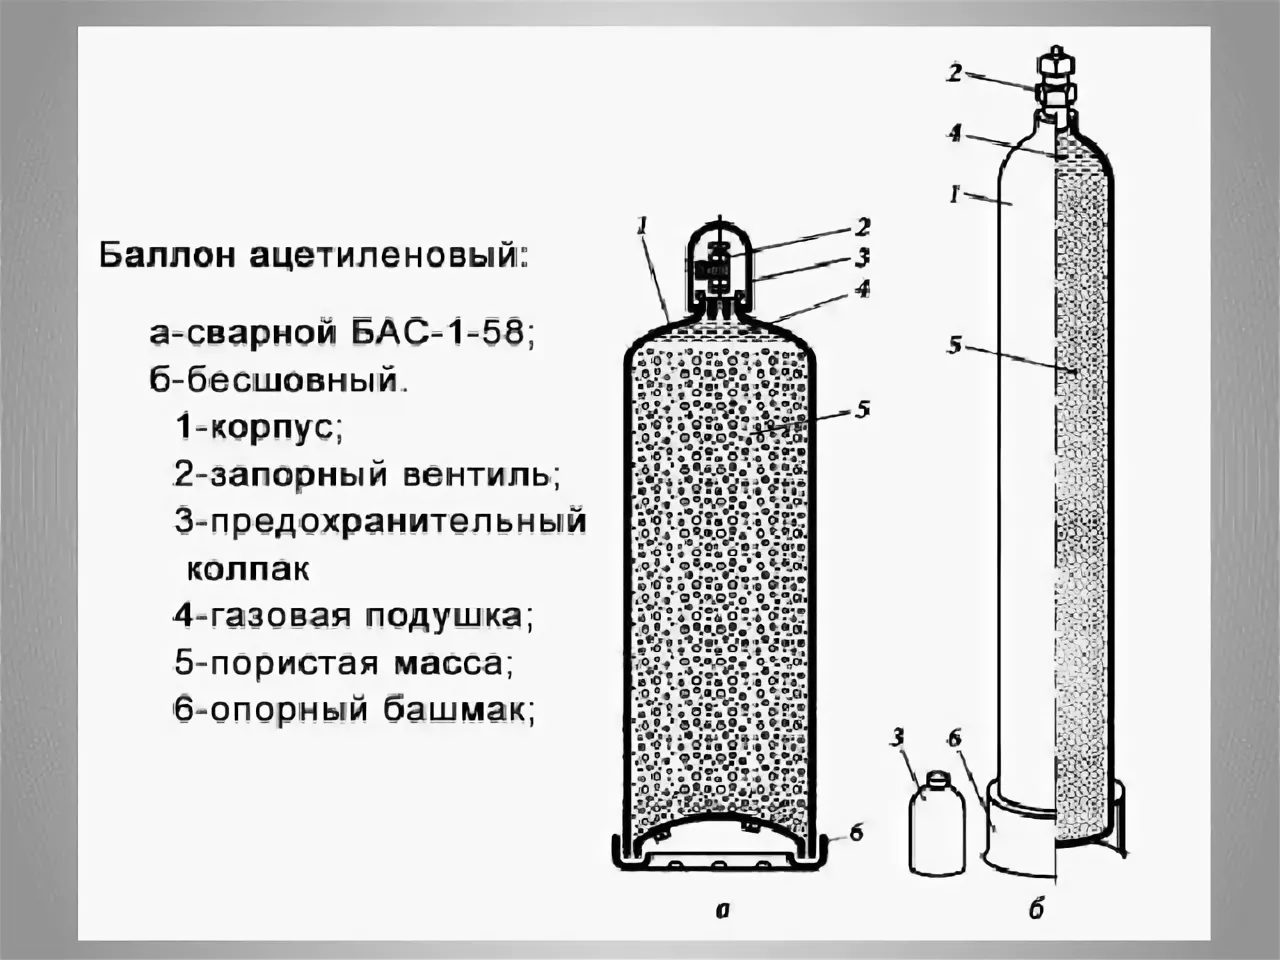 Баллон ацетиленовый:
а-сварной БАС-1-58;
б-бесшовный.
1-корпус;
2-запорный вентиль;
3-предохранительный
колпак
4-газовая подушка;
5-пористая масса;
6-опорный башмак;
1
2
3
4
5
6
а
2
4
1
5
3
6
б